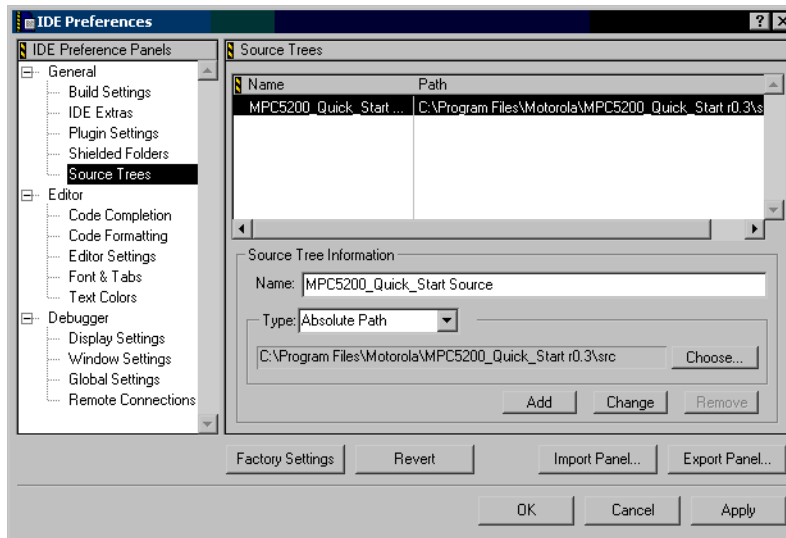 IDE Preferences
IDE Preference Panels
General
Build Settings
IDE Extras
Plugin Settings
Shielded Folders
Source Trees
Editor
Code Completion
Code Formatting
Editor Settings
Font & Tabs
Text Colors
Debugger
Display Settings
Window Settings
Global Settings
Remote Connections
Source Trees
Name Path
MPC5200_Quick_Start ... C:\Program Files\Motorola\MPC5200_Quick_Start r0.3\s
Source Tree Information
Name: MPC5200_Quick_Start Source
Type: Absolute Path
C:\Program Files\Motorola\MPC5200_Quick_Start r0.3\src Choose...
Add Change Remove
Factory Settings Revert Import Panel... Export Panel...
OK Cancel Apply